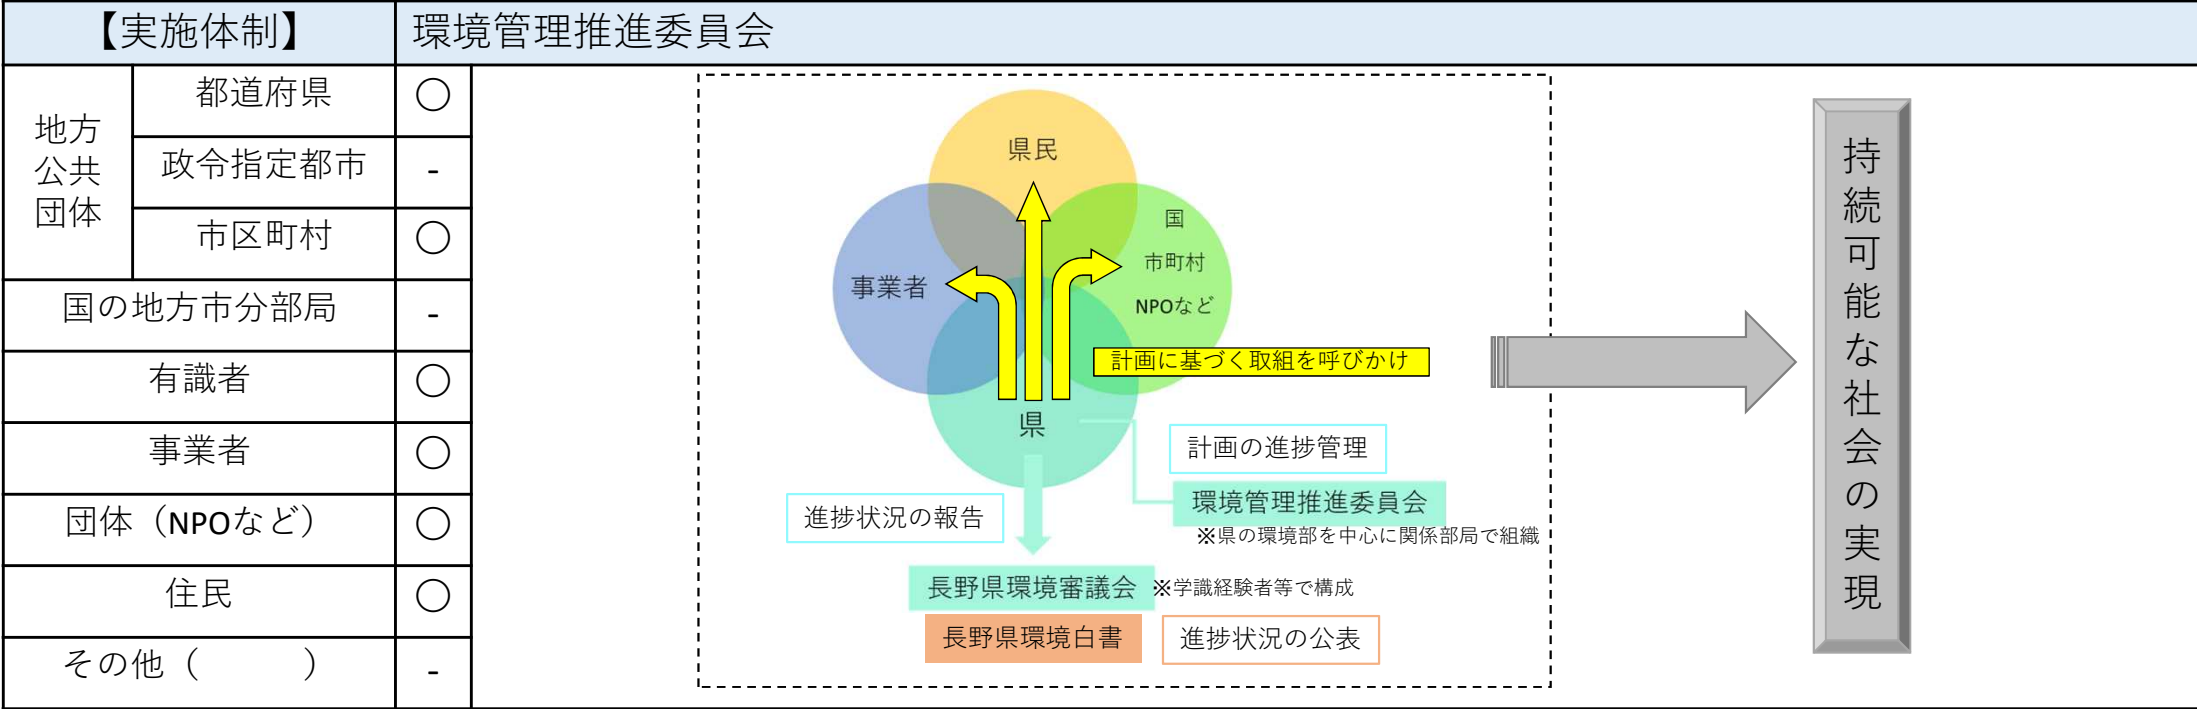 【実施体制】
環境管理推進委員会
地方
公共
団体
都道府県
○
政令指定都市
-
市区町村
○
国の地方市分部局
-
有識者
○
事業者
○
団体（NPOなど）
○
住民
○
その他（　　　）
-
県民
国
市町村
NPOなど
事業者
計画に基づく取組を呼びかけ
県
計画の進捗管理
環境管理推進委員会
※県の環境部を中心に関係部局で組織
進捗状況の報告
長野県環境審議会
※学識経験者等で構成
長野県環境白書
進捗状況の公表
持続可能な社会の実現